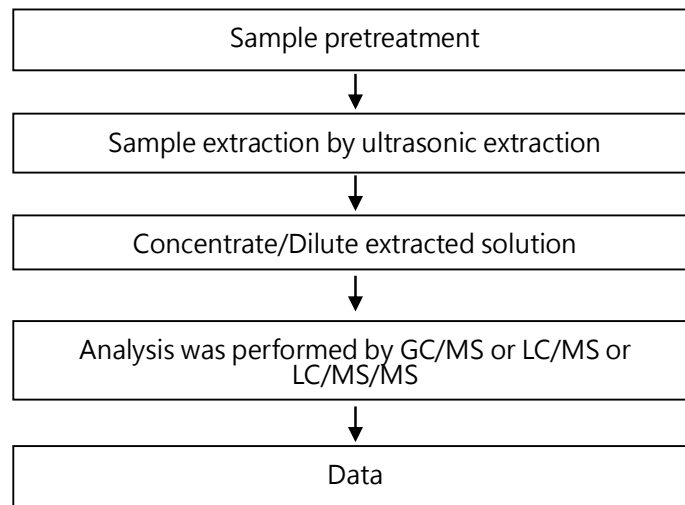 Sample pretreatment
Sample extraction by ultrasonic extraction
Concentrate/Dilute extracted solution
Analysis was performed by GC/MS or LC/MS or
LC/MS/MS
Data